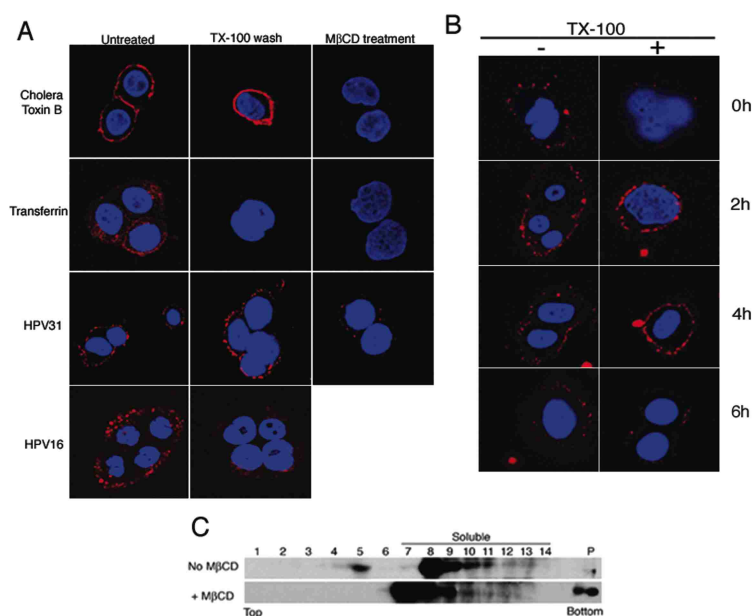 A
Untreated TX-100 wash MβCD treatment
Cholera
Toxin B
Transferrin
HPV31
HPV16
B
TX-100
- +
0h
2h
4h
6h
C
Soluble
1 2 3 4 5 6 7 8 9 10 11 12 13 14 P
No MβCD
+ MβCD
Top Bottom